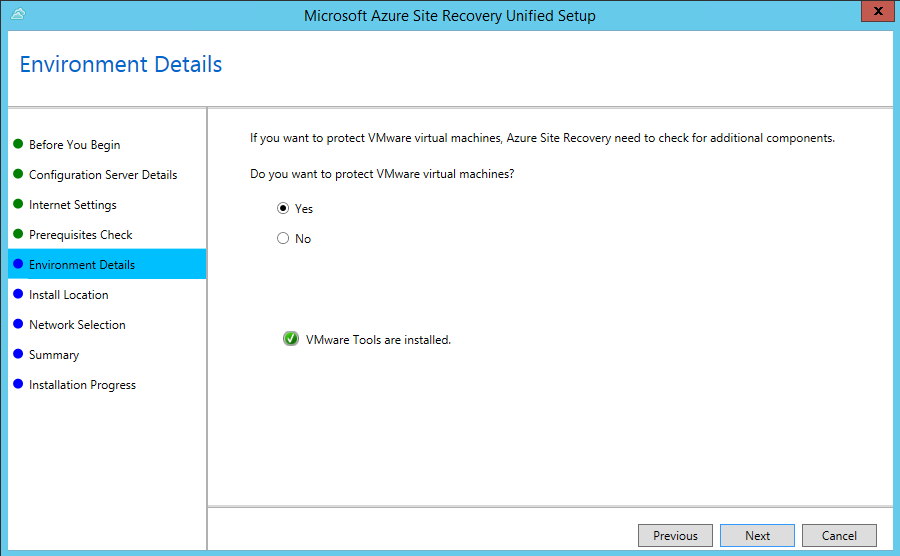 Microsoft Azure Site Recovery Unified Setup
x
Environment Details
Before You Begin
Configuration Server Details
Internet Settings
Prerequisites Check
Environment Details
Install Location
Network Selection
Summary
Installation Progress
If you want to protect VMware virtual machines, Azure Site Recovery need to check for additional components.
Do you want to protect VMware virtual machines?
Yes
No
VMware Tools are installed.
Previous Next Cancel